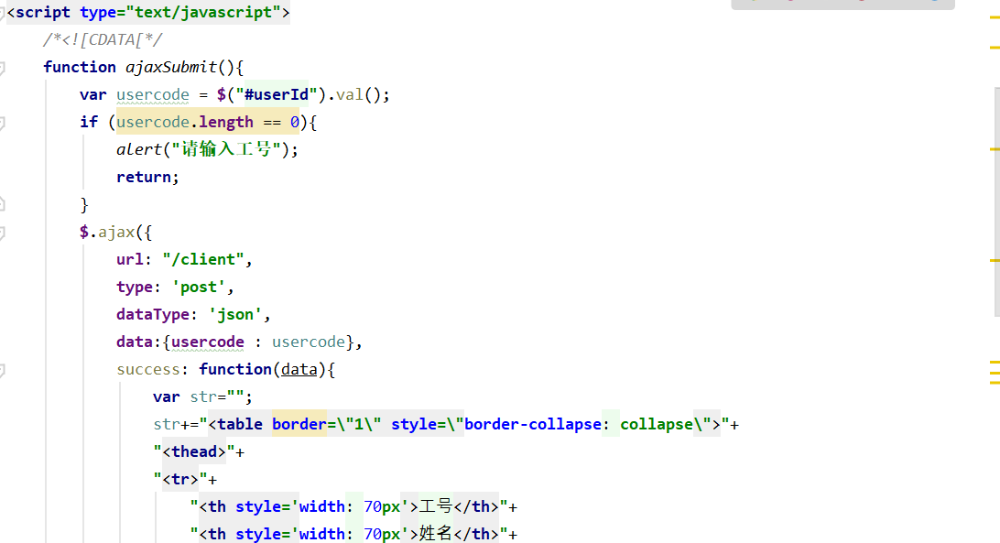 <script type="text/javascript">
/*<![CDATA[*/
function ajaxSubmit(){
var usercode = $("#userId").val();
if (usercode.length == 0){
alert("请输入工号");
return;
}
$.ajax({
url: "/client",
type: 'post',
dataType: 'json',
data:{usercode : usercode},
success: function(data){
var str="";
str+="<table border=\"1\" style=\"border-collapse: collapse\">"+
"<thead>"+
"<tr>"+
"<th style='width: 70px'>工号</th>"+
"<th style='width: 70px'>姓名</th>"+